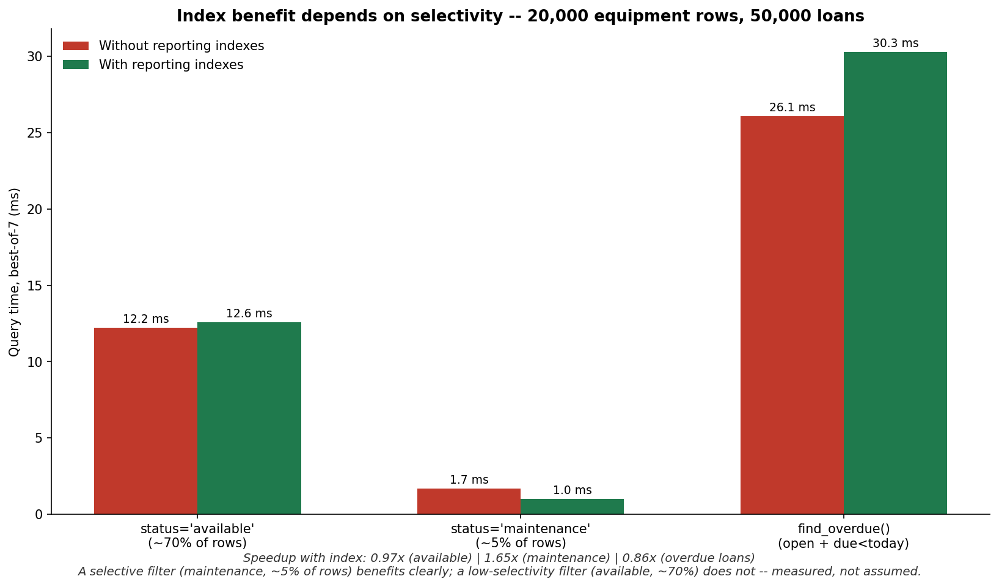 Index benefit depends on selectivity -- 20,000 equipment rows, 50,000 loans
Without reporting indexes
With reporting indexes
Query time, best-of-7 (ms)
30
25
20
15
10
5
0
12.2 ms
12.6 ms
1.7 ms
1.0 ms
26.1 ms
30.3 ms
status='available'
(~70% of rows)
status='maintenance'
(~5% of rows)
find_overdue()
(open + due<today)
Speedup with index: 0.97x (available) | 1.65x (maintenance) | 0.86x (overdue loans)
A selective filter (maintenance, ~5% of rows) benefits clearly; a low-selectivity filter (available, ~70%) does not -- measured, not assumed.